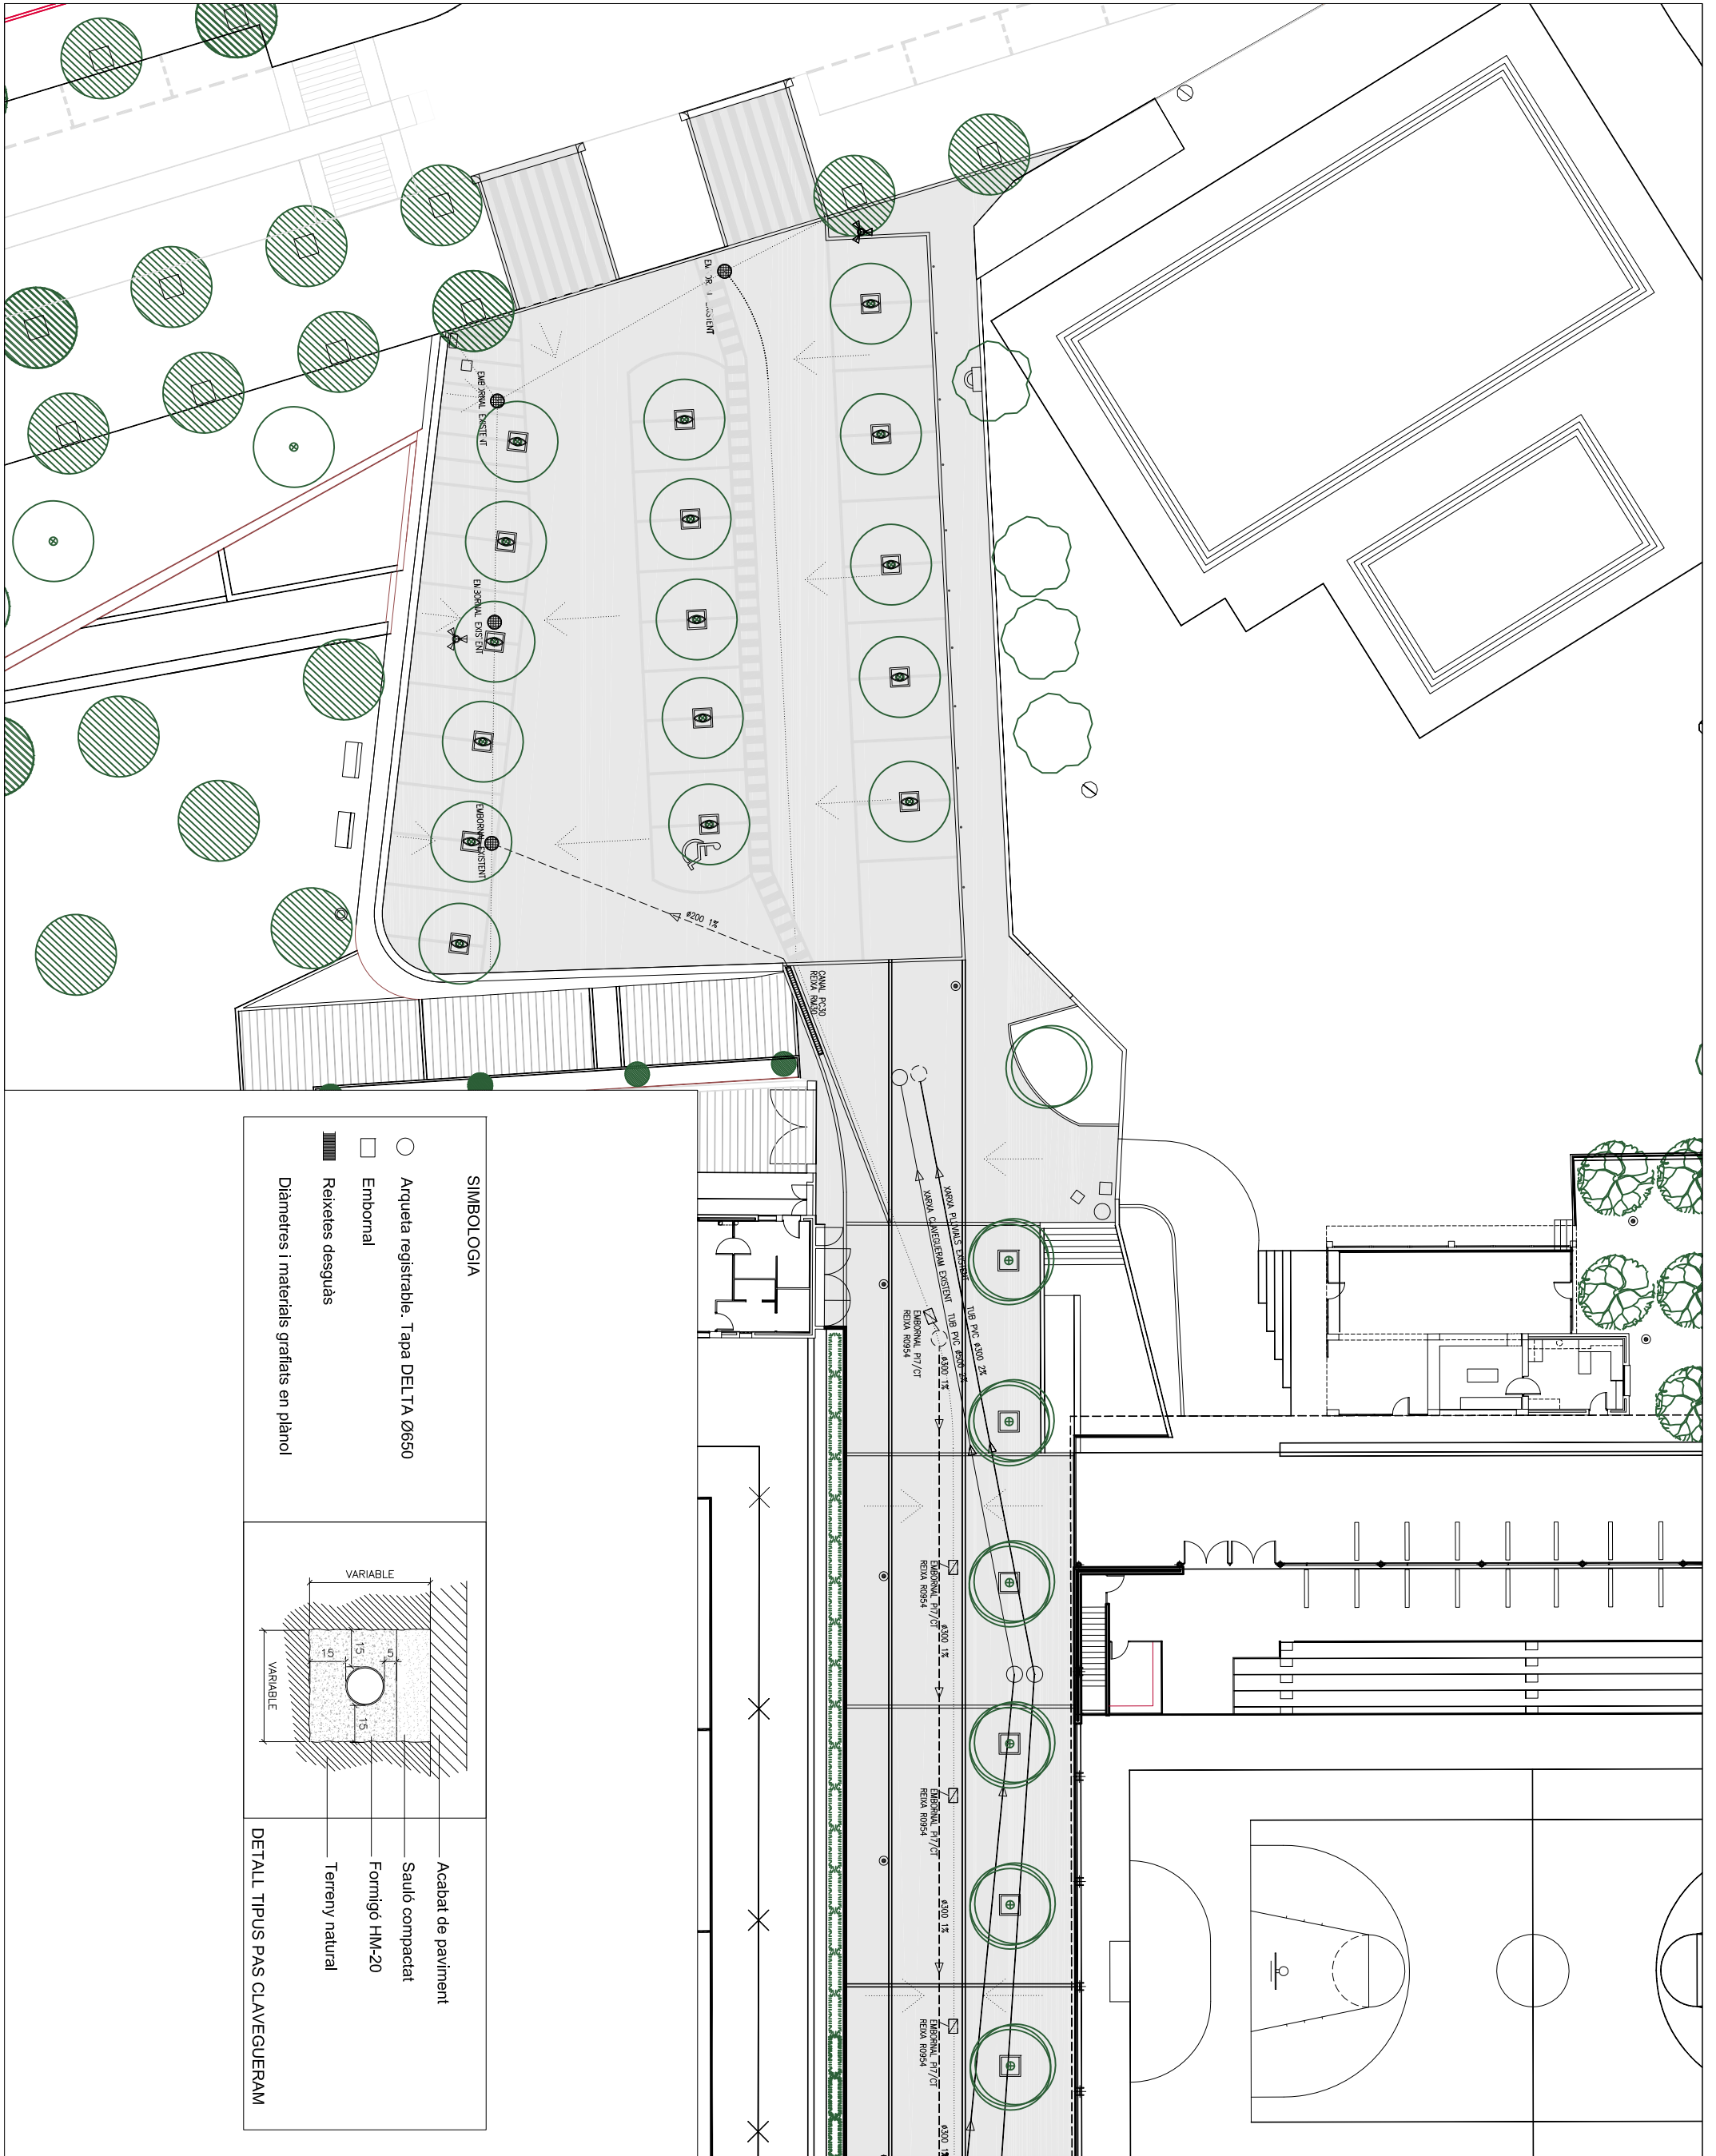 EMBORNAL EXISTENT
EMBORNAL EXISTENT
EMBORNAL EXISTENT
ø200 1%
CANAL PC30
REIXA RM30
XARXA PLUVIALS EXISTENT
TUB PVC ø300 2%
XARXA CLAVEGUERAM EXISTENT
TUB PVC ø500 2%
EMBORNAL P17/CT
REIXA R0954
ø300 1%
EMBORNAL P17/CT
REIXA R0954
ø300 1%
EMBORNAL P17/CT
REIXA R0954
ø300 1%
EMBORNAL P17/CT
REIXA R0954
ø300 1%
SIMBOLOGIA
Arqueta registrable. Tapa DELTA Ø650
Embornal
Reixetes desguàs
Diàmetres i materials grafiats en plànol
VARIABLE
VARIABLE
15
15
5
15
Acabat de paviment
Sauló compactat
Formigó HM-20
Terreny natural
DETALL TIPUS PAS CLAVEGUERAM